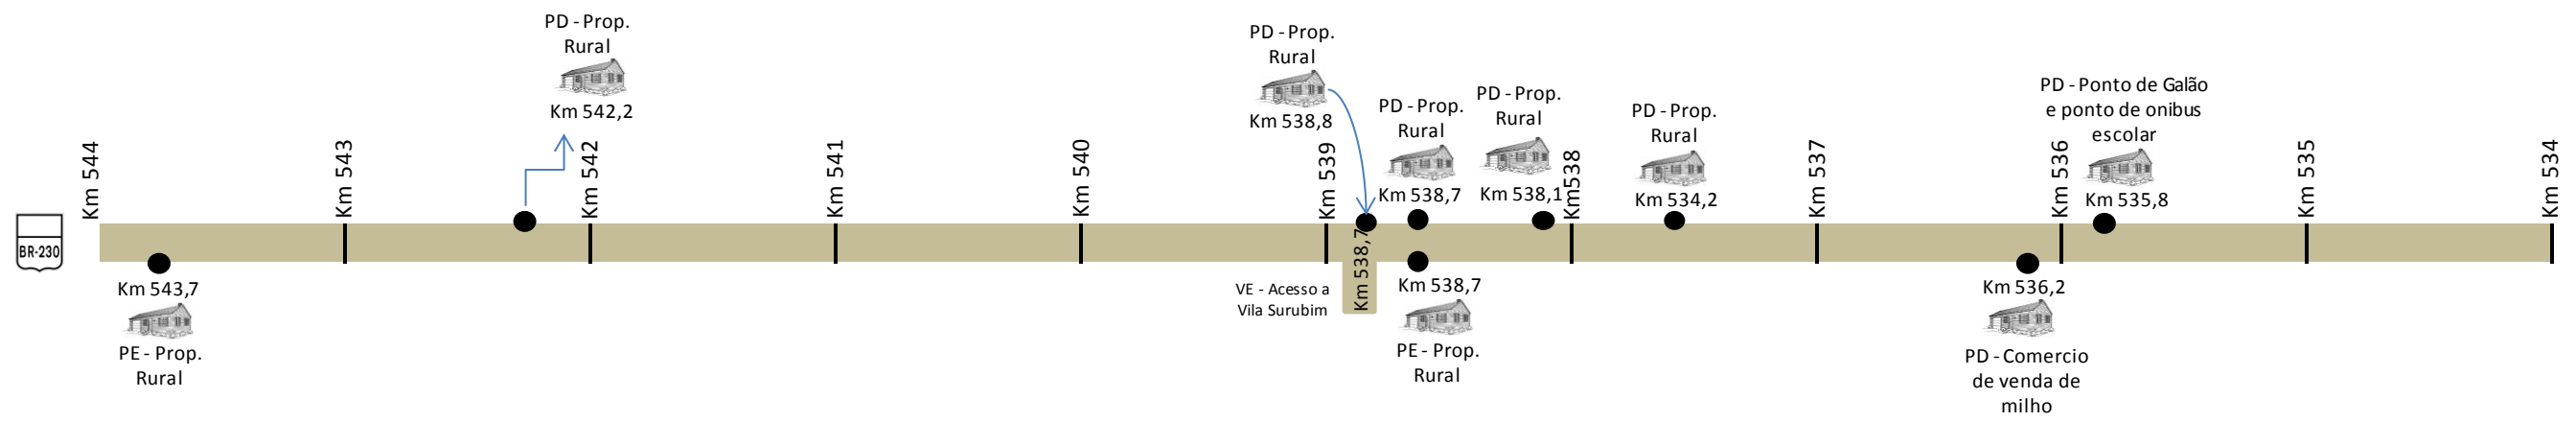 PD - Prop.
Rural
Km 542,2
PD - Prop.
Rural
Km 538,8
PD - Prop.
Rural
Km 538,7
PD - Prop.
Rural
Km 538,1
PD - Prop.
Rural
Km 534,2
PD - Ponto de Galão
e ponto de onibus
escolar
Km 535,8
Km 544
Km 543
Km 542
Km 541
Km 540
Km 539
Km538
Km 537
Km 536
Km 535
Km 534
BR-230
Km 543,7
PE - Prop.
Rural
VE - Acesso a
Vila Surubim
Km 538,7
Km 538,7
PE - Prop.
Rural
Km 536,2
PD - Comercio
de venda de
milho